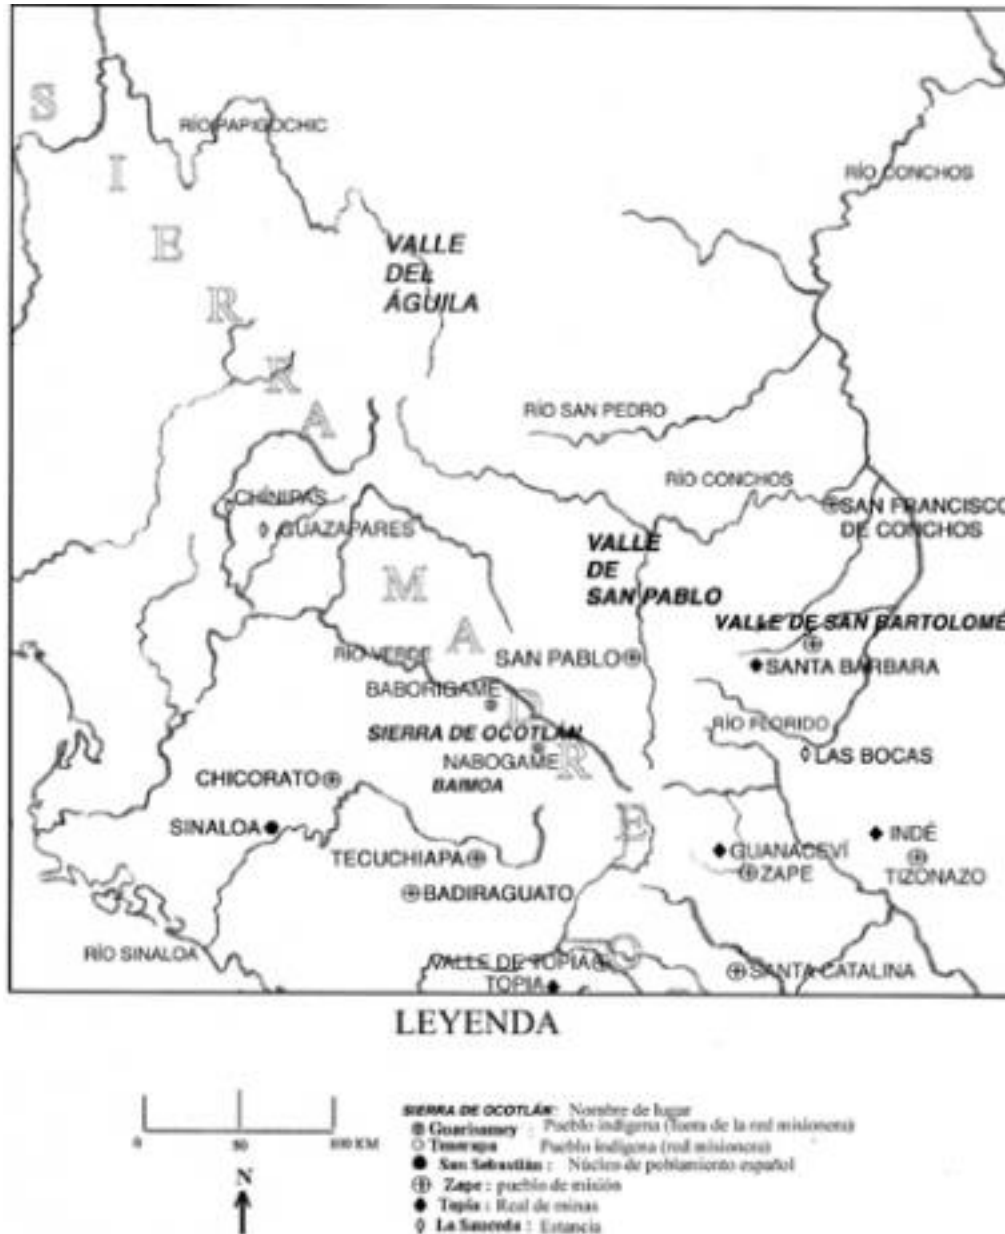 SIERRA MADRE
RÍO PAPIGOCHIC
RÍO CONCHOS
VALLE
DEL
ÁGUILA
RÍO SAN PEDRO
RÍO CONCHOS
CHÍNIPAS
SAN FRANCISCO
DE CONCHOS
GUAZAPARES
VALLE
DE
SAN PABLO
VALLE DE SAN BARTOLOMÉ
RÍO VERDE
SAN PABLO
SANTA BÁRBARA
BABORIGAME
RÍO FLORIDO
SIERRA DE OCOTLÁN
NABOGAME
LAS BOCAS
CHICORATO
BAIMOA
SINALOA
INDÉ
TECUCHIAPA
GUANACEVÍ
ZAPE
TIZONAZO
BADIRAGUATO
RÍO SINALOA
VALLE DE TOPIA
SANTA CATALINA
TOPIA
LEYENDA
0 50 100 KM
N
SIERRA DE OCOTLÁN: Nombre de lugar
Guarisamey : Pueblo indígena (fuera de la red misionera)
Tenerapa Pueblo indígena (red misionera)
San Sebastián : Núcleo de poblamiento español
Zape : pueblo de misión
Topia : Real de minas
La Sauceda : Estancia